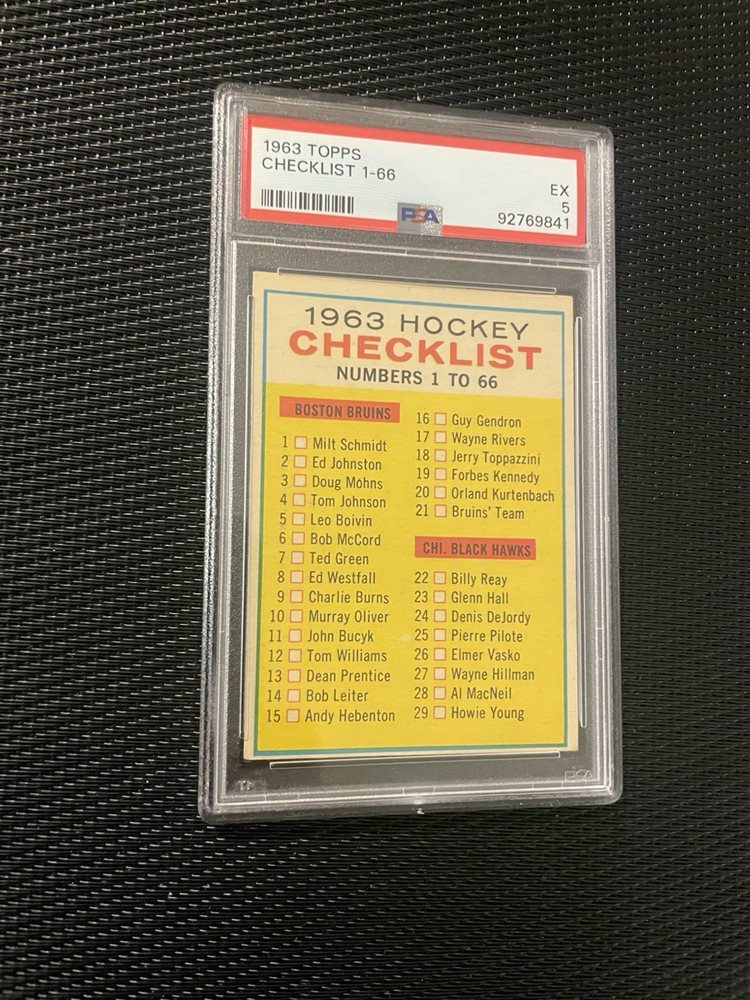 1963 TOPPS
CHECKLIST 1-66
EX
5
PSA
92769841
1963 HOCKEY
CHECKLIST
NUMBERS 1 TO 66
BOSTON BRUINS
1 Milt Schmidt
2 Ed Johnston
3 Doug Mohns
4 Tom Johnson
5 Leo Boivin
6 Bob McCord
7 Ted Green
8 Ed Westfall
9 Charlie Burns
10 Murray Oliver
11 John Bucyk
12 Tom Williams
13 Dean Prentice
14 Bob Leiter
15 Andy Hebenton
16 Guy Gendron
17 Wayne Rivers
18 Jerry Toppazzini
19 Forbes Kennedy
20 Orland Kurtenbach
21 Bruins' Team
CHI. BLACK HAWKS
22 Billy Reay
23 Glenn Hall
24 Denis DeJordy
25 Pierre Pilote
26 Elmer Vasko
27 Wayne Hillman
28 Al MacNeil
29 Howie Young
PSA